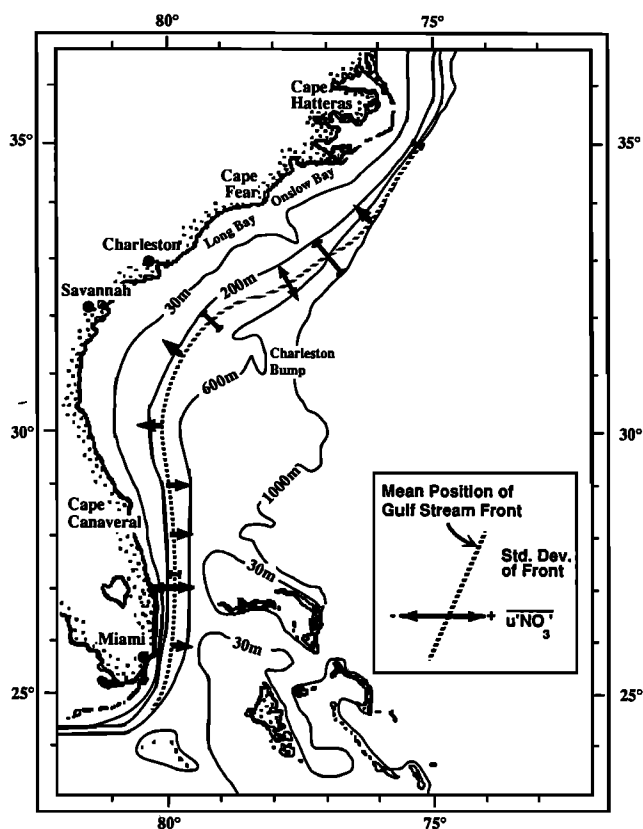 80°
75°
Cape
Hatteras
35°
35°
Cape
Fear
Onslow Bay
Long Bay
Charleston
30m
200m
Savannah
Charleston
Bump
600m
30°
30°
1000m
Mean Position of
Gulf Stream Front
Std. Dev.
of Front
- +
u'NO3'
Cape
Canaveral
30m
Miami
30m
25°
25°
80°
75°